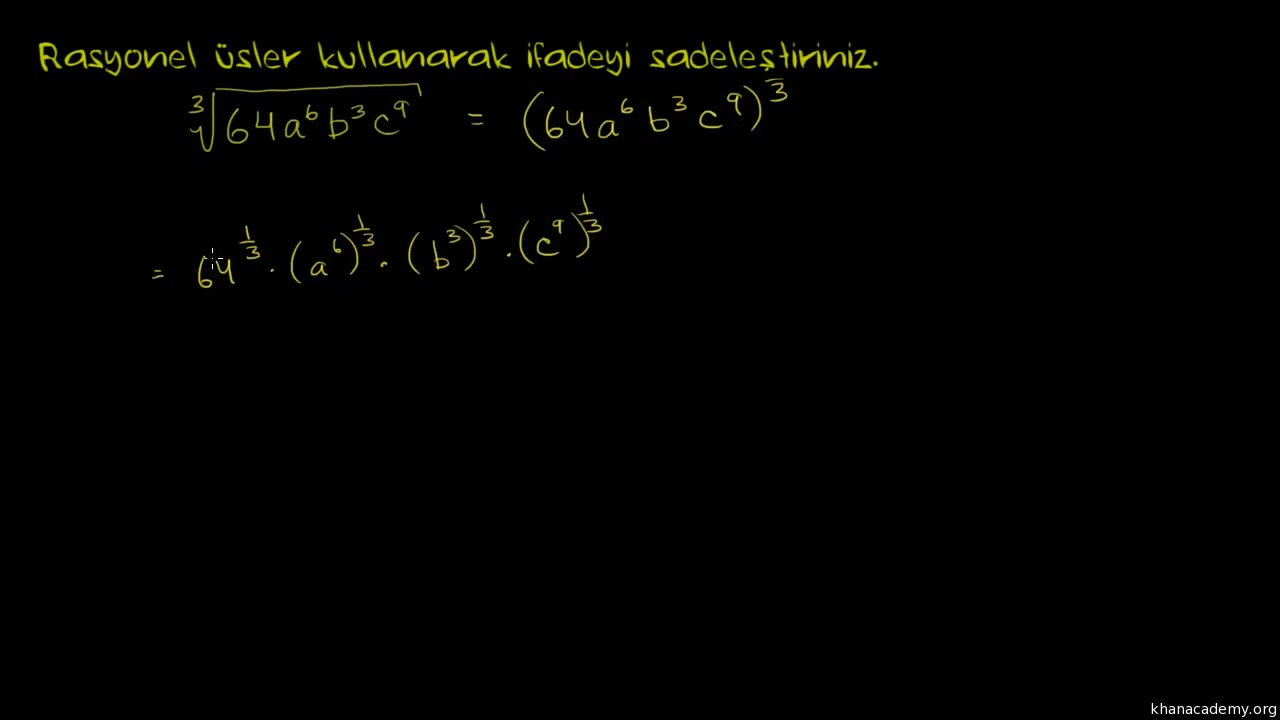 Rasyonel üsler kullanarak ifadeyi sadeleştiriniz.
∛(64a⁶b³c⁹) = (64a⁶b³c⁹)^(1/3)
= 64^(1/3) · (a⁶)^(1/3) · (b³)^(1/3) · (c⁹)^(1/3)
khanacademy.org